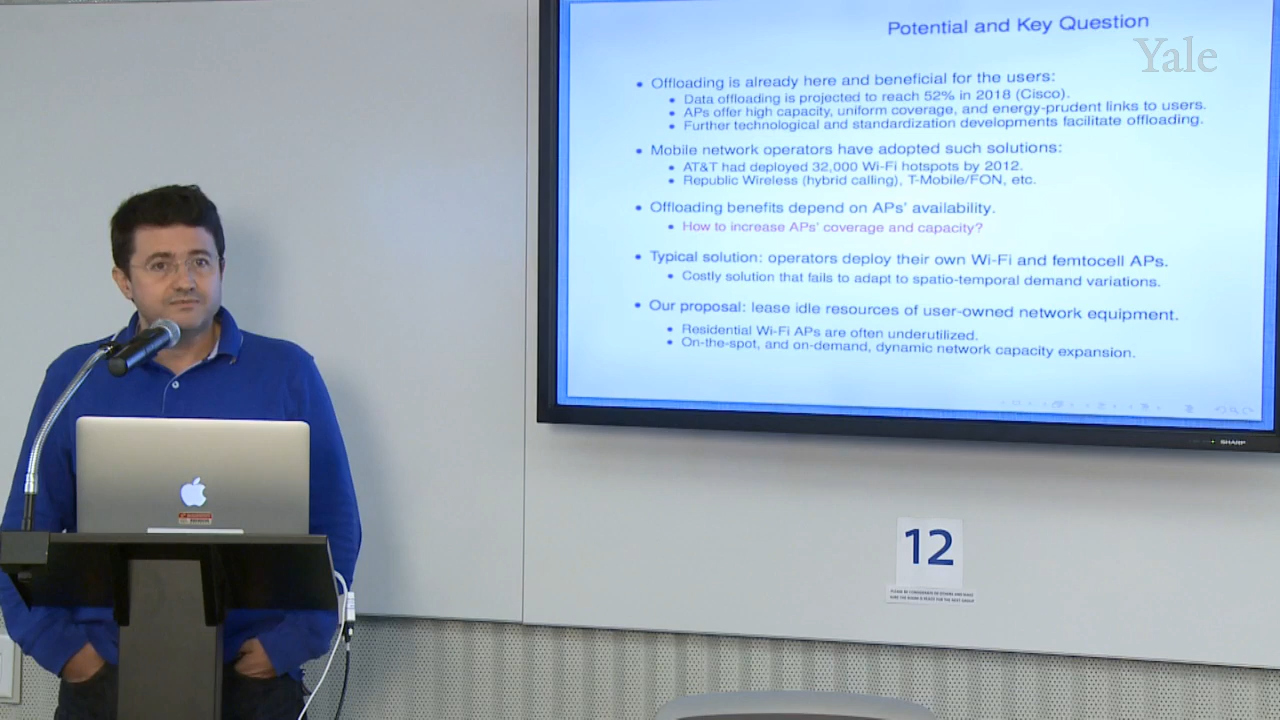 Potential and Key Question
Yale
• Offloading is already here and beneficial for the users:
• Data offloading is projected to reach 52% in 2018 (Cisco).
• APs offer high capacity, uniform coverage, and energy-prudent links to users.
• Further technological and standardization developments facilitate offloading.
• Mobile network operators have adopted such solutions:
• AT&T had deployed 32,000 Wi-Fi hotspots by 2012.
• Republic Wireless (hybrid calling), T-Mobile/FON, etc.
• Offloading benefits depend on APs' availability.
• How to increase APs' coverage and capacity?
• Typical solution: operators deploy their own Wi-Fi and femtocell APs.
• Costly solution that fails to adapt to spatio-temporal demand variations.
• Our proposal: lease idle resources of user-owned network equipment.
• Residential Wi-Fi APs are often underutilized.
• On-the-spot, and on-demand, dynamic network capacity expansion.
SHARP
12